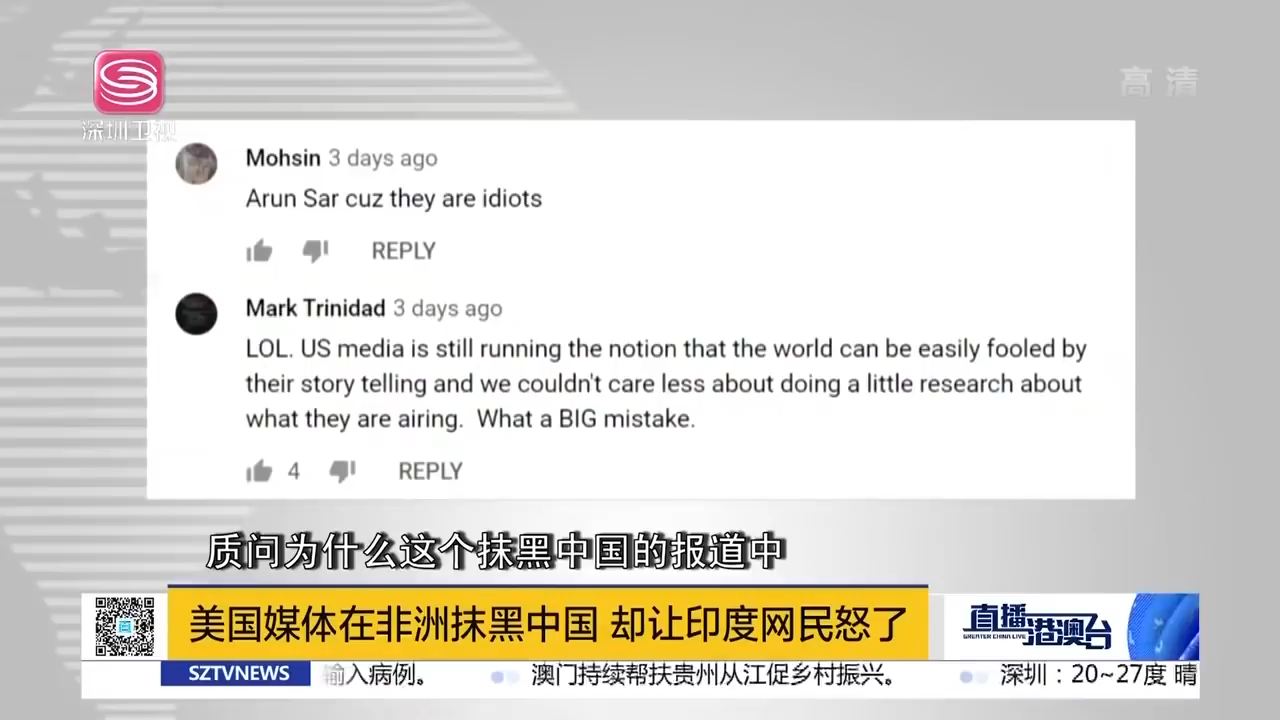 高清
深圳卫视
Mohsin 3 days ago
Arun Sar cuz they are idiots
REPLY
Mark Trinidad 3 days ago
LOL. US media is still running the notion that the world can be easily fooled by
their story telling and we couldn't care less about doing a little research about
what they are airing.  What a BIG mistake.
4 REPLY
质问为什么这个抹黑中国的报道中
美国媒体在非洲抹黑中国 却让印度网民怒了
直播港澳台
GREATER CHINA LIVE
SZTVNEWS 输入病例。 澳门持续帮扶贵州从江促乡村振兴。 深圳：20~27度 晴